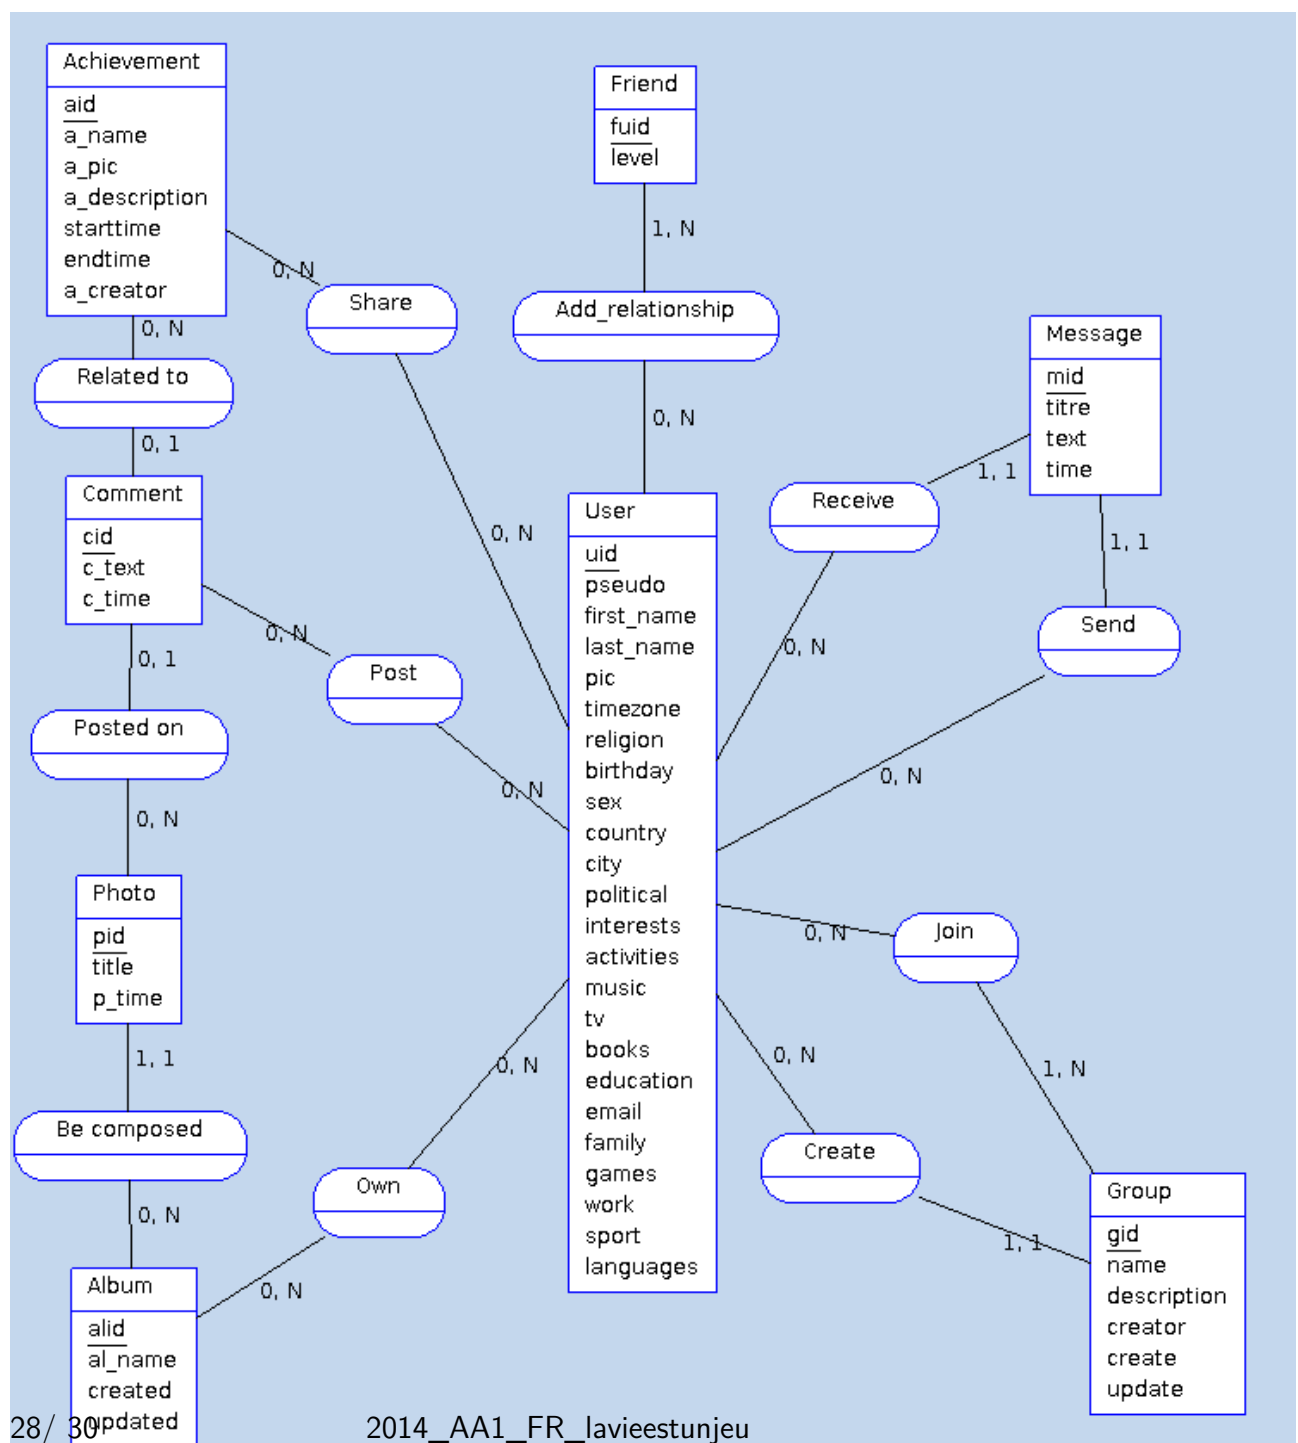 Achievement
aid
a_name
a_pic
a_description
starttime
endtime
a_creator
0, N
Share
0, N
Related to
0, 1
Friend
fuid
level
1, N
Add_relationship
0, N
Message
mid
titre
text
time
1, 1
Receive
1, 1
0, N
Send
0, N
Comment
cid
c_text
c_time
0, N
0, N
Post
0, N
0, 1
Posted on
0, N
User
uid
pseudo
first_name
last_name
pic
timezone
religion
birthday
sex
country
city
political
interests
activities
music
tv
books
education
email
family
games
work
sport
languages
Photo
pid
title
p_time
1, 1
Be composed
0, N
0, N
Own
0, N
Album
alid
al_name
created
updated
0, N
Join
1, N
0, N
Create
1, 1
Group
gid
name
description
creator
create
update
28/ 30
2014_AA1_FR_lavieestunjeu